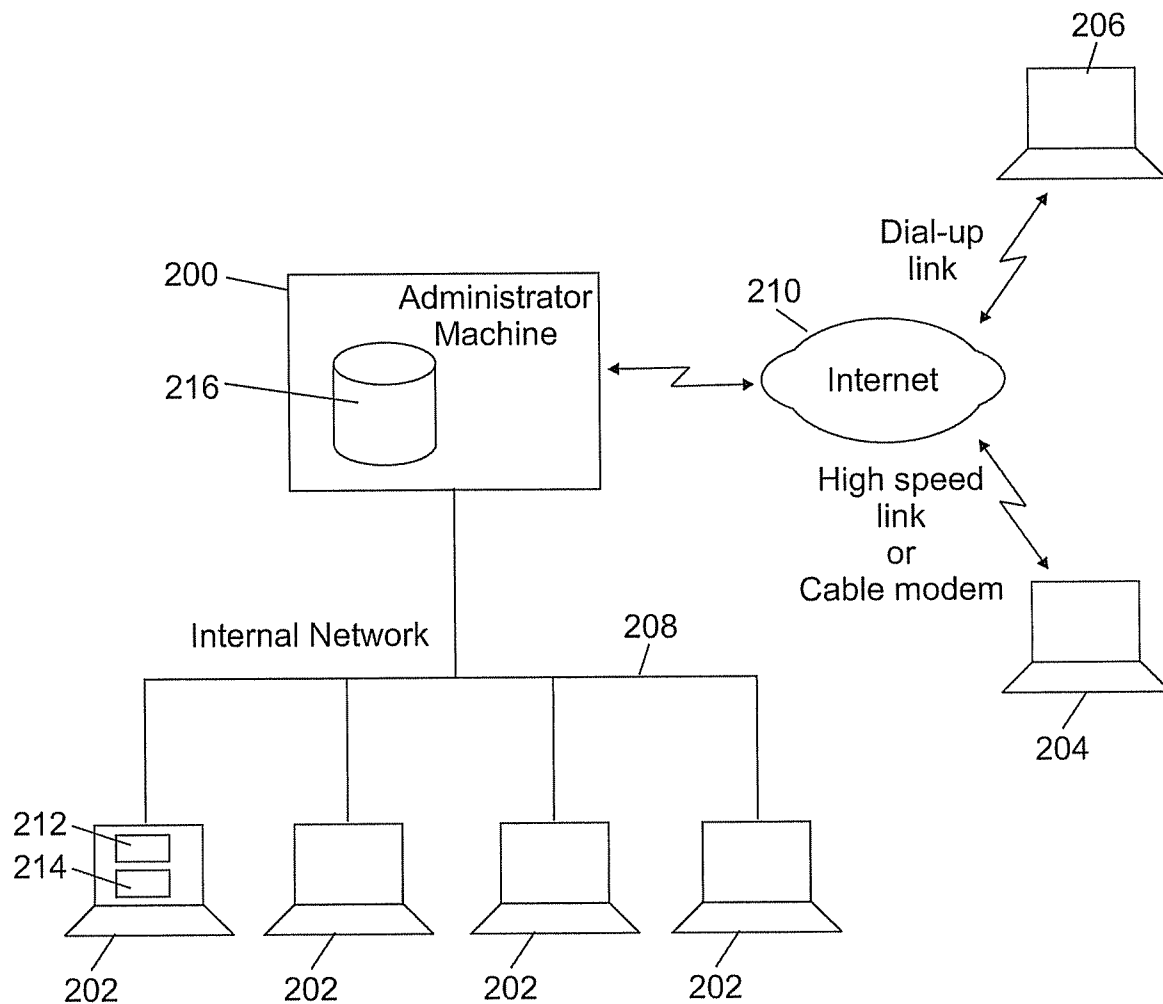 206
Dial-up
link
200
Administrator
Machine
210
216
Internet
High speed
link
or
Cable modem
Internal Network
208
204
212
214
202
202
202
202